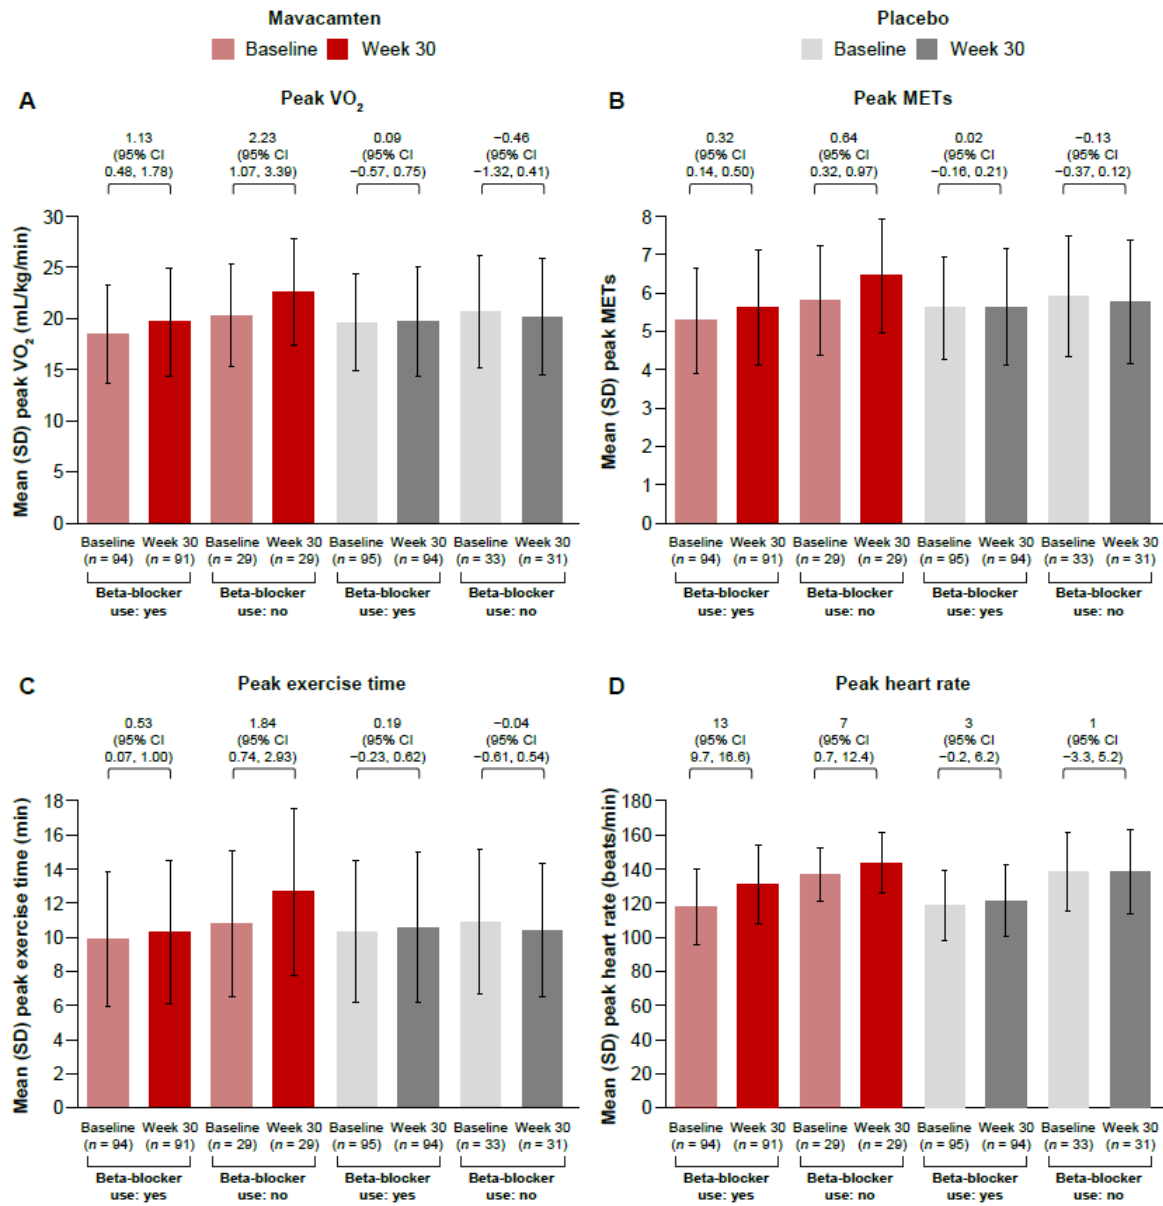 Mavacamten
Baseline Week 30
Placebo
Baseline Week 30
A Peak VO2
1.13 2.23 0.09 −0.46
(95% CI (95% CI (95% CI (95% CI
0.48, 1.78) 1.07, 3.39) −0.57, 0.75) −1.32, 0.41)
Mean (SD) peak VO2 (mL/kg/min)
30
25
20
15
10
5
0
Baseline Week 30 Baseline Week 30 Baseline Week 30 Baseline Week 30
(n = 94) (n = 91) (n = 29) (n = 29) (n = 95) (n = 94) (n = 33) (n = 31)
Beta-blocker Beta-blocker Beta-blocker Beta-blocker
use: yes use: no use: yes use: no
B Peak METs
0.32 0.64 0.02 −0.13
(95% CI (95% CI (95% CI (95% CI
0.14, 0.50) 0.32, 0.97) −0.16, 0.21) −0.37, 0.12)
Mean (SD) peak METs
8
7
6
5
4
3
2
1
0
Baseline Week 30 Baseline Week 30 Baseline Week 30 Baseline Week 30
(n = 94) (n = 91) (n = 29) (n = 29) (n = 95) (n = 94) (n = 33) (n = 31)
Beta-blocker Beta-blocker Beta-blocker Beta-blocker
use: yes use: no use: yes use: no
C Peak exercise time
0.53 1.84 0.19 −0.04
(95% CI (95% CI (95% CI (95% CI
0.07, 1.00) 0.74, 2.93) −0.23, 0.62) −0.61, 0.54)
Mean (SD) peak exercise time (min)
18
16
14
12
10
8
6
4
2
0
Baseline Week 30 Baseline Week 30 Baseline Week 30 Baseline Week 30
(n = 94) (n = 91) (n = 29) (n = 29) (n = 95) (n = 94) (n = 33) (n = 31)
Beta-blocker Beta-blocker Beta-blocker Beta-blocker
use: yes use: no use: yes use: no
D Peak heart rate
13 7 3 1
(95% CI (95% CI (95% CI (95% CI
9.7, 16.6) 0.7, 12.4) −0.2, 6.2) −3.3, 5.2)
Mean (SD) peak heart rate (beats/min)
180
160
140
120
100
80
60
40
20
0
Baseline Week 30 Baseline Week 30 Baseline Week 30 Baseline Week 30
(n = 94) (n = 91) (n = 29) (n = 29) (n = 95) (n = 94) (n = 33) (n = 31)
Beta-blocker Beta-blocker Beta-blocker Beta-blocker
use: yes use: no use: yes use: no